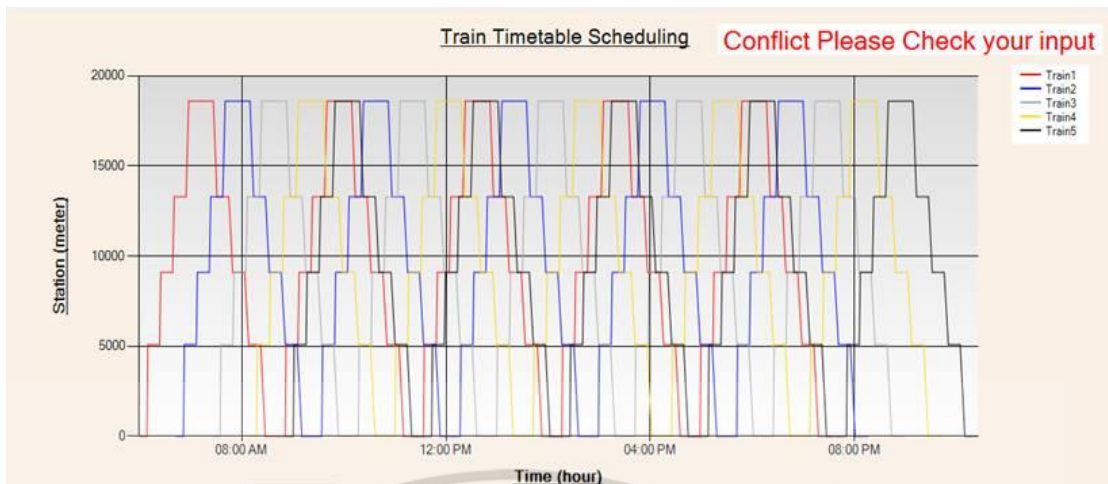 Train Timetable Scheduling
Conflict Please Check your input
Train1
Train2
Train3
Train4
Train5
Station (meter)
20000
15000
10000
5000
0
08:00 AM
12:00 PM
04:00 PM
08:00 PM
Time (hour)